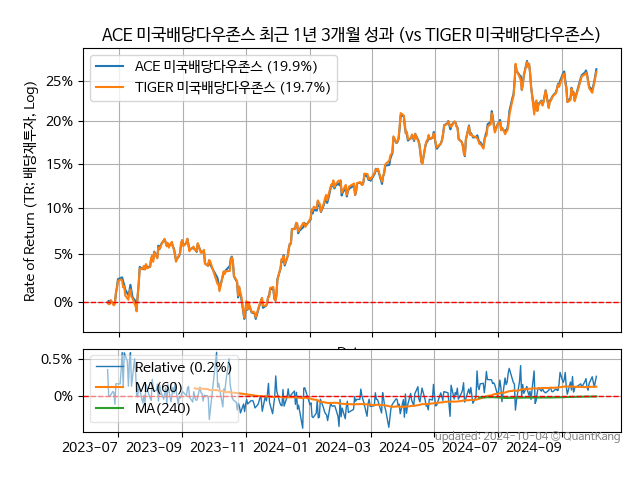 ACE 미국배당다우존스 최근 1년 3개월 성과 (vs TIGER 미국배당다우존스)
ACE 미국배당다우존스 (19.9%)
TIGER 미국배당다우존스 (19.7%)
Rate of Return (TR: 배당재투자, Log)
25%
20%
15%
10%
5%
0%
0.5%
0%
Relative (0.2%)
MA(60)
MA(240)
2023-07 2023-09 2023-11 2024-01 2024-03 2024-05 2024-07 2024-09
updated: 2024-10-04 © QuantKang